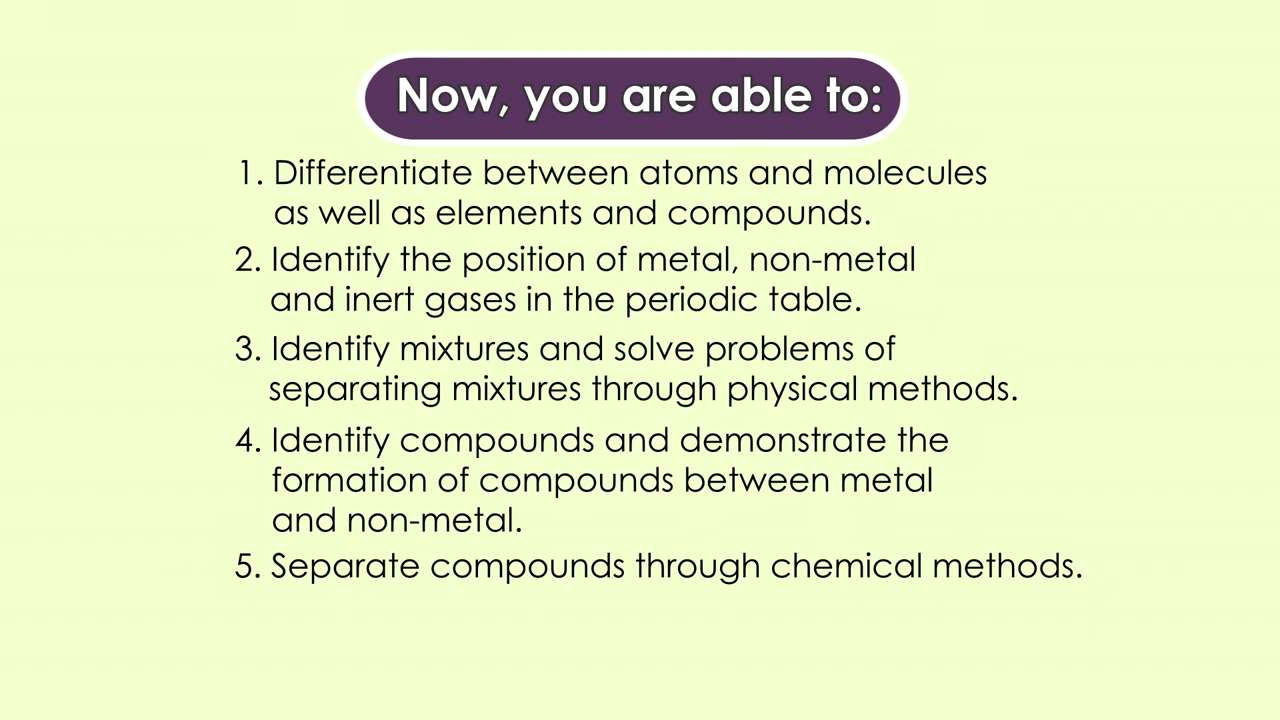 Now, you are able to:
1. Differentiate between atoms and molecules
as well as elements and compounds.
2. Identify the position of metal, non-metal
and inert gases in the periodic table.
3. Identify mixtures and solve problems of
separating mixtures through physical methods.
4. Identify compounds and demonstrate the
formation of compounds between metal
and non-metal.
5. Separate compounds through chemical methods.